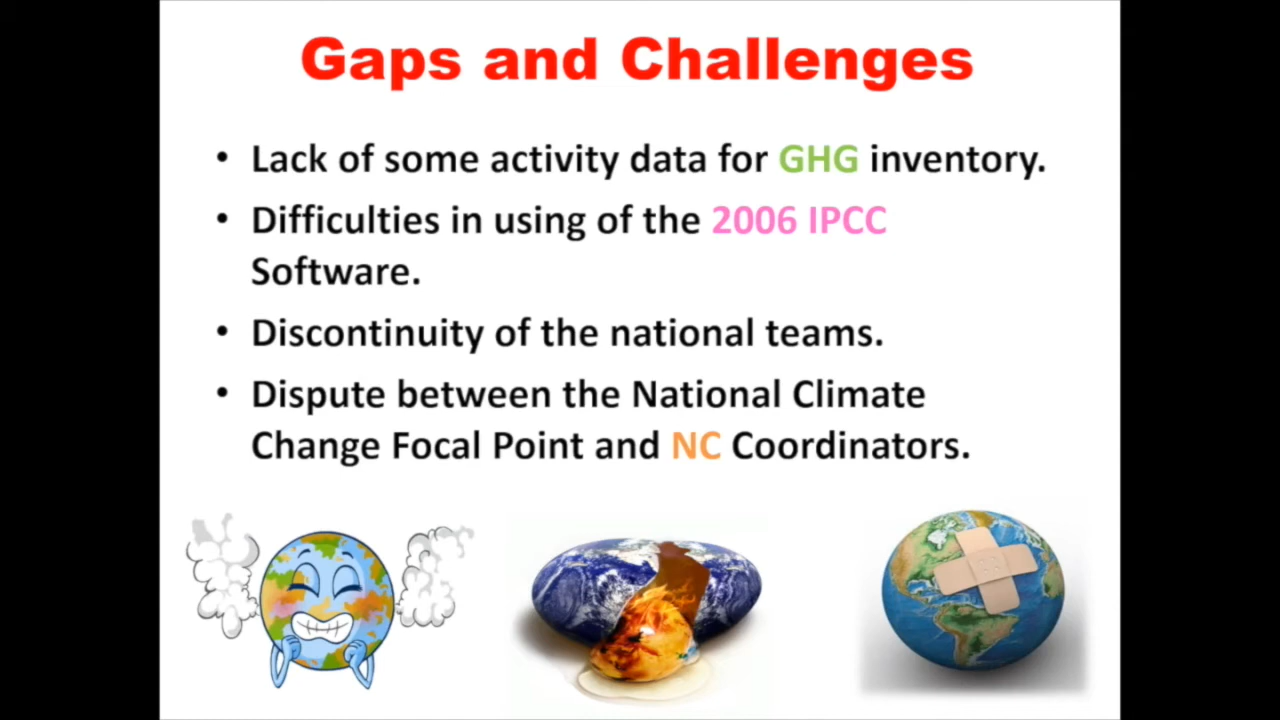 Gaps and Challenges
• Lack of some activity data for GHG inventory.
• Difficulties in using of the 2006 IPCC
Software.
• Discontinuity of the national teams.
• Dispute between the National Climate
Change Focal Point and NC Coordinators.